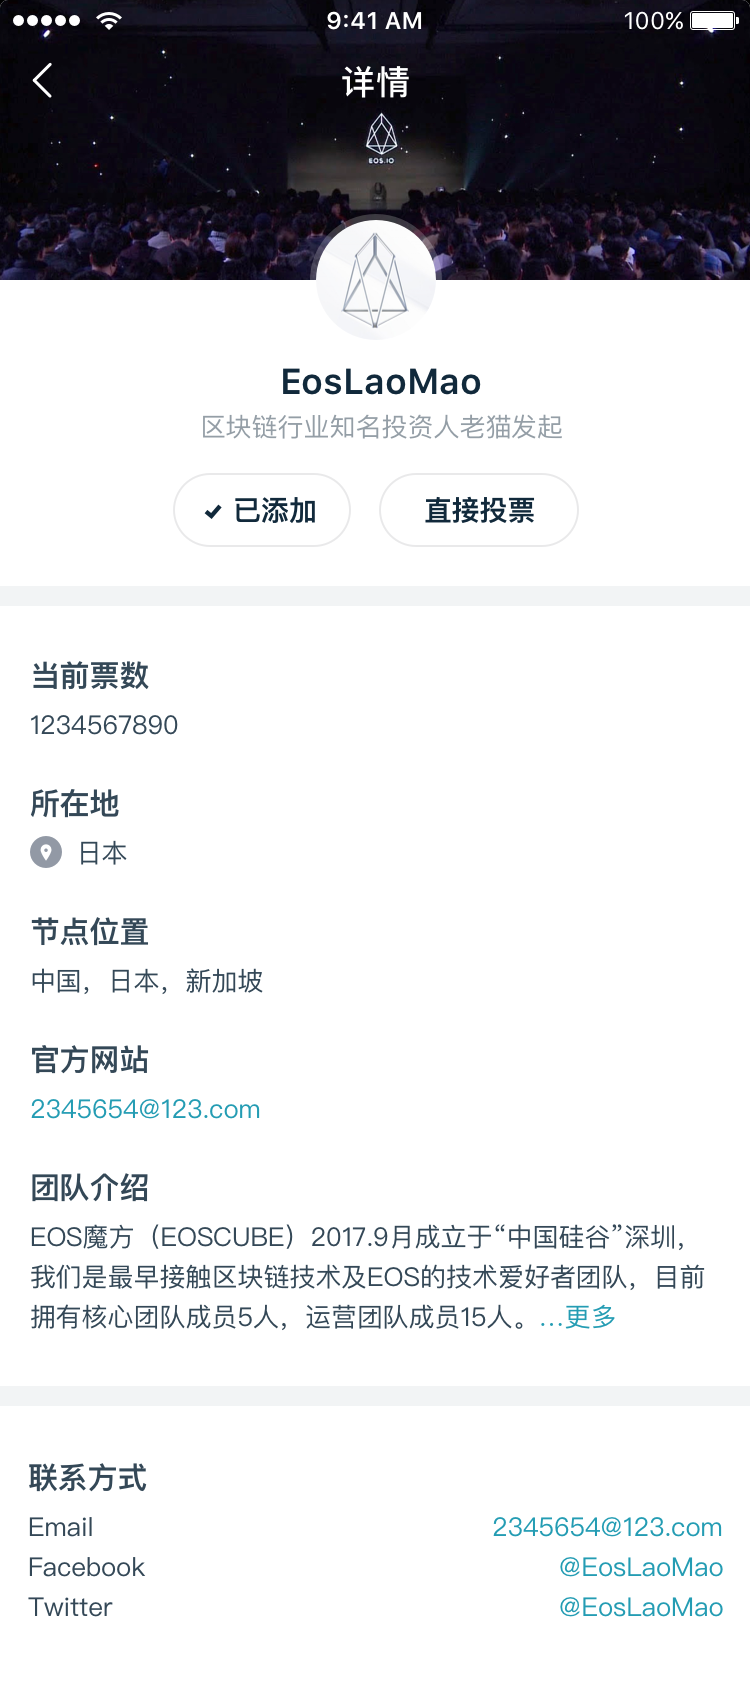 9:41 AM
100%
详情
EOS.IO
EosLaoMao
区块链行业知名投资人老猫发起
已添加
直接投票
当前票数
1234567890
所在地
日本
节点位置
中国，日本，新加坡
官方网站
2345654@123.com
团队介绍
EOS魔方（EOSCUBE）2017.9月成立于“中国硅谷”深圳，
我们是最早接触区块链技术及EOS的技术爱好者团队，目前
拥有核心团队成员5人，运营团队成员15人。...更多
联系方式
Email 2345654@123.com
Facebook @EosLaoMao
Twitter @EosLaoMao